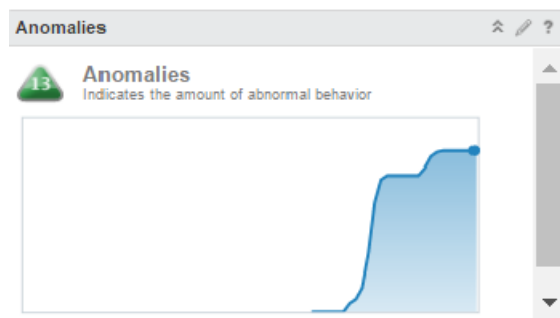 Anomalies ?
13 Anomalies
Indicates the amount of abnormal behavior